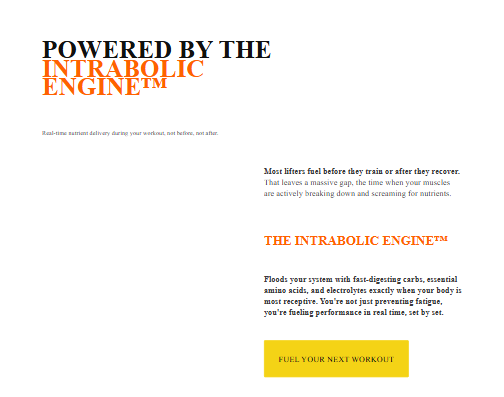 POWERED BY THE
INTRABOLIC
ENGINE™
Real-time nutrient delivery during your workout, not before, not after.
Most lifters fuel before they train or after they recover.
That leaves a massive gap, the time when your muscles
are actively breaking down and screaming for nutrients.
THE INTRABOLIC ENGINE™
Floods your system with fast-digesting carbs, essential
amino acids, and electrolytes exactly when your body is
most receptive. You're not just preventing fatigue,
you're fueling performance in real time, set by set.
FUEL YOUR NEXT WORKOUT